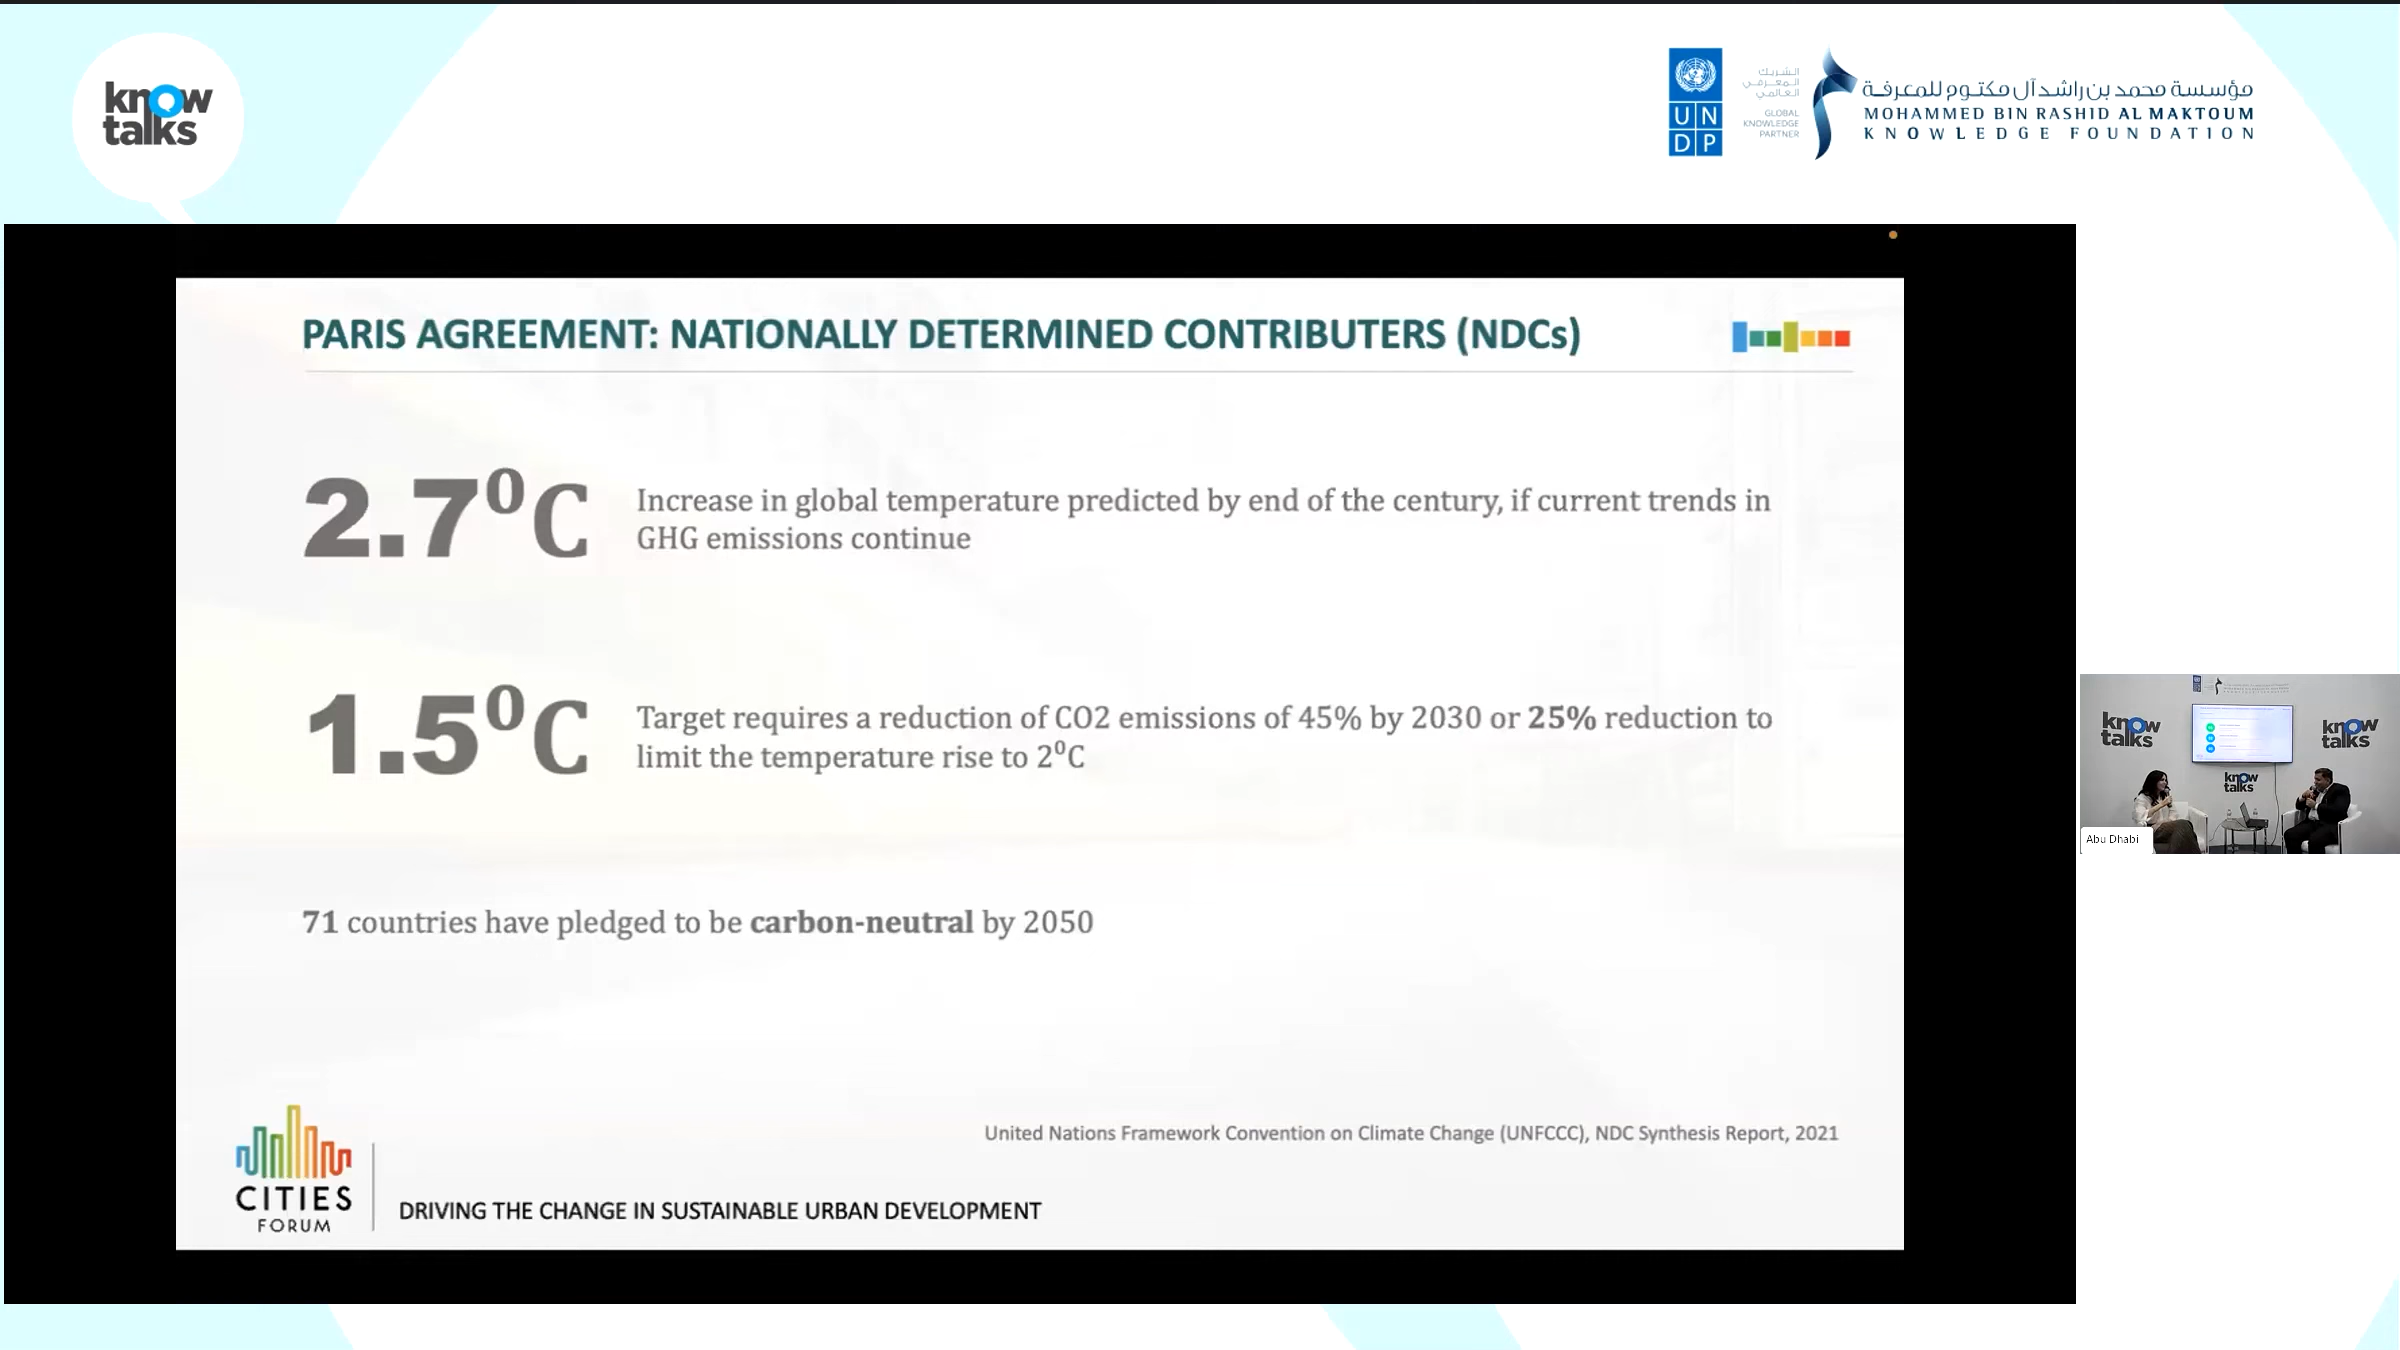 know
talks
UN
DP
الشريك
المعرفي
العالمي
GLOBAL
KNOWLEDGE
PARTNER
مؤسسة محمد بن راشد آل مكتوم للمعرفة
MOHAMMED BIN RASHID AL MAKTOUM
KNOWLEDGE FOUNDATION
PARIS AGREEMENT: NATIONALLY DETERMINED CONTRIBUTERS (NDCs)
2.7⁰C
Increase in global temperature predicted by end of the century, if current trends in
GHG emissions continue
1.5⁰C
Target requires a reduction of CO2 emissions of 45% by 2030 or 25% reduction to
limit the temperature rise to 2⁰C
71 countries have pledged to be carbon-neutral by 2050
United Nations Framework Convention on Climate Change (UNFCCC), NDC Synthesis Report, 2021
CITIES
FORUM
DRIVING THE CHANGE IN SUSTAINABLE URBAN DEVELOPMENT
know
talks
know
talks
know
talks
Abu Dhabi